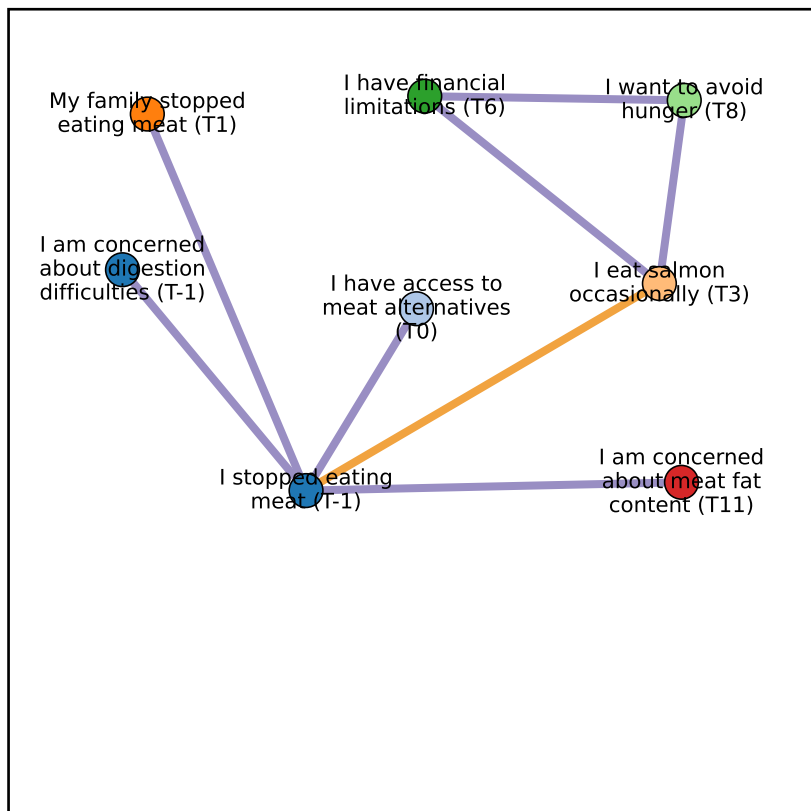 My family stopped
eating meat (T1)
I have financial
limitations (T6)
I want to avoid
hunger (T8)
I am concerned
about digestion
difficulties (T-1)
I have access to
meat alternatives
(T0)
I eat salmon
occasionally (T3)
I stopped eating
meat (T-1)
I am concerned
about meat fat
content (T11)